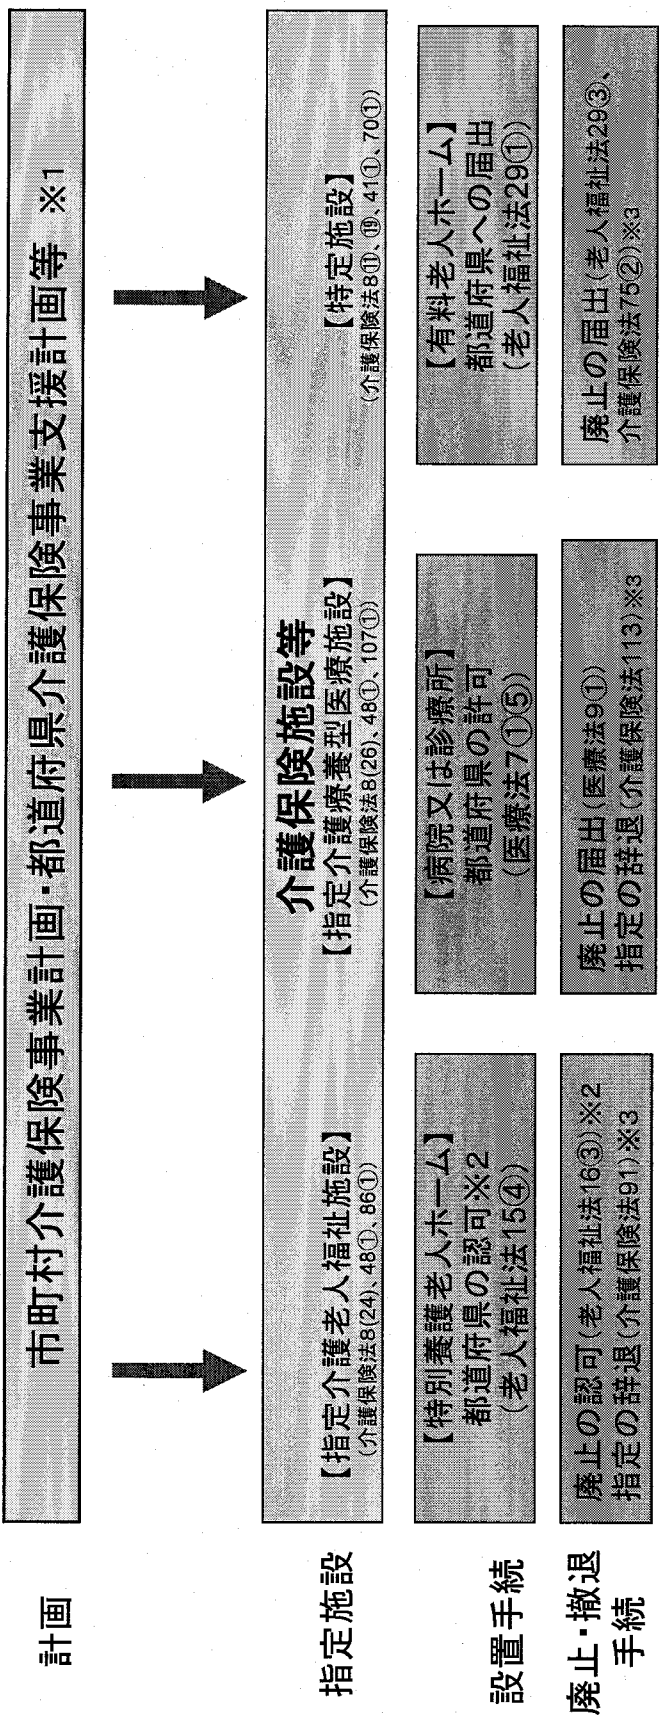 計画
市町村介護保険事業計画・都道府県介護保険事業支援計画等 ※1
指定施設
介護保険施設等
【指定介護老人福祉施設】
(介護保険法8(24)、48①、86①)
【指定介護療養型医療施設】
(介護保険法8(26)、48①、107①)
【特定施設】
(介護保険法8⑪、⑲、41①、70①)
設置手続
【特別養護老人ホーム】
都道府県の認可※2
(老人福祉法15④)
【病院又は診療所】
都道府県の許可
(医療法7①⑤)
【有料老人ホーム】
都道府県への届出
(老人福祉法29①)
廃止・撤退
手続
廃止の認可(老人福祉法16③)※2
指定の辞退(介護保険法91)※3
廃止の届出(医療法9①)
指定の辞退(介護保険法113)※3
廃止の届出(老人福祉法29③、
介護保険法75②)※3